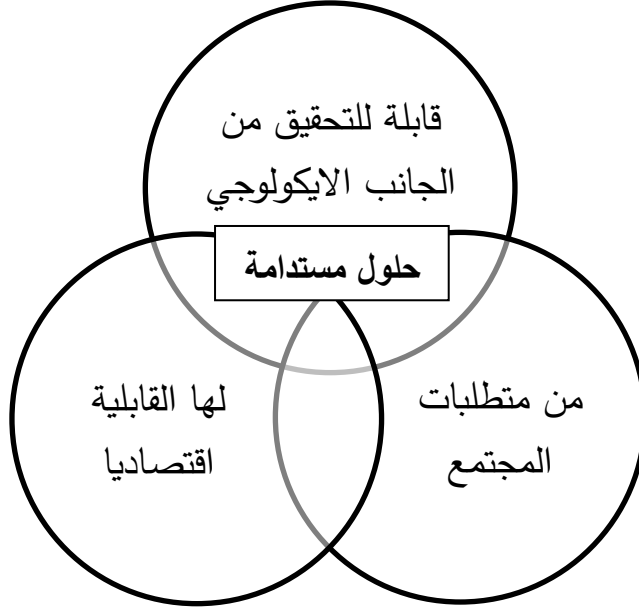 قابلة للتحقيق من
الجانب الايكولوجي
حلول مستدامة
من متطلبات
المجتمع
لها القابلية
اقتصاديا